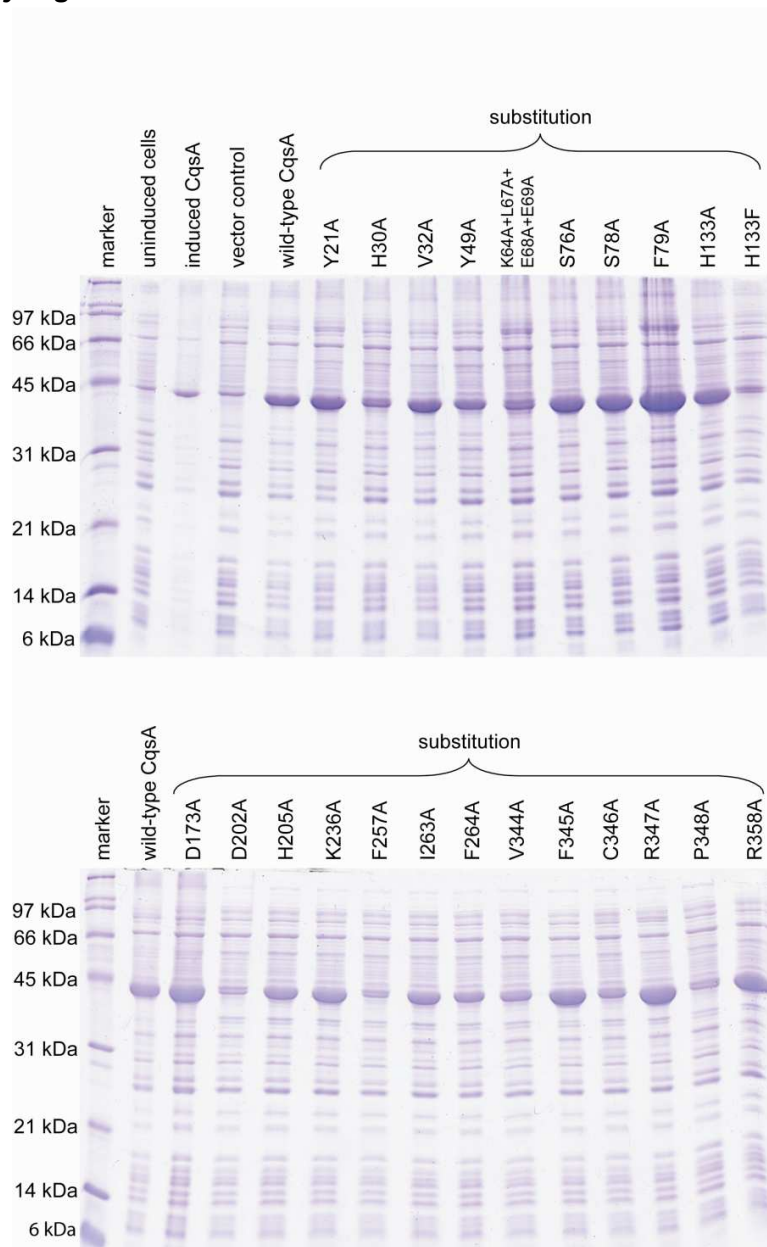 substitution
marker
uninduced cells
induced CqsA
vector control
wild-type CqsA
Y21A
H30A
V32A
Y49A
K64A+L67A+
E68A+E69A
S76A
S78A
F79A
H133A
H133F
97 kDa
66 kDa
45 kDa
31 kDa
21 kDa
14 kDa
6 kDa
substitution
marker
wild-type CqsA
D173A
D202A
H205A
K236A
F257A
I263A
F264A
V344A
F345A
C346A
R347A
P348A
R358A
97 kDa
66 kDa
45 kDa
31 kDa
21 kDa
14 kDa
6 kDa